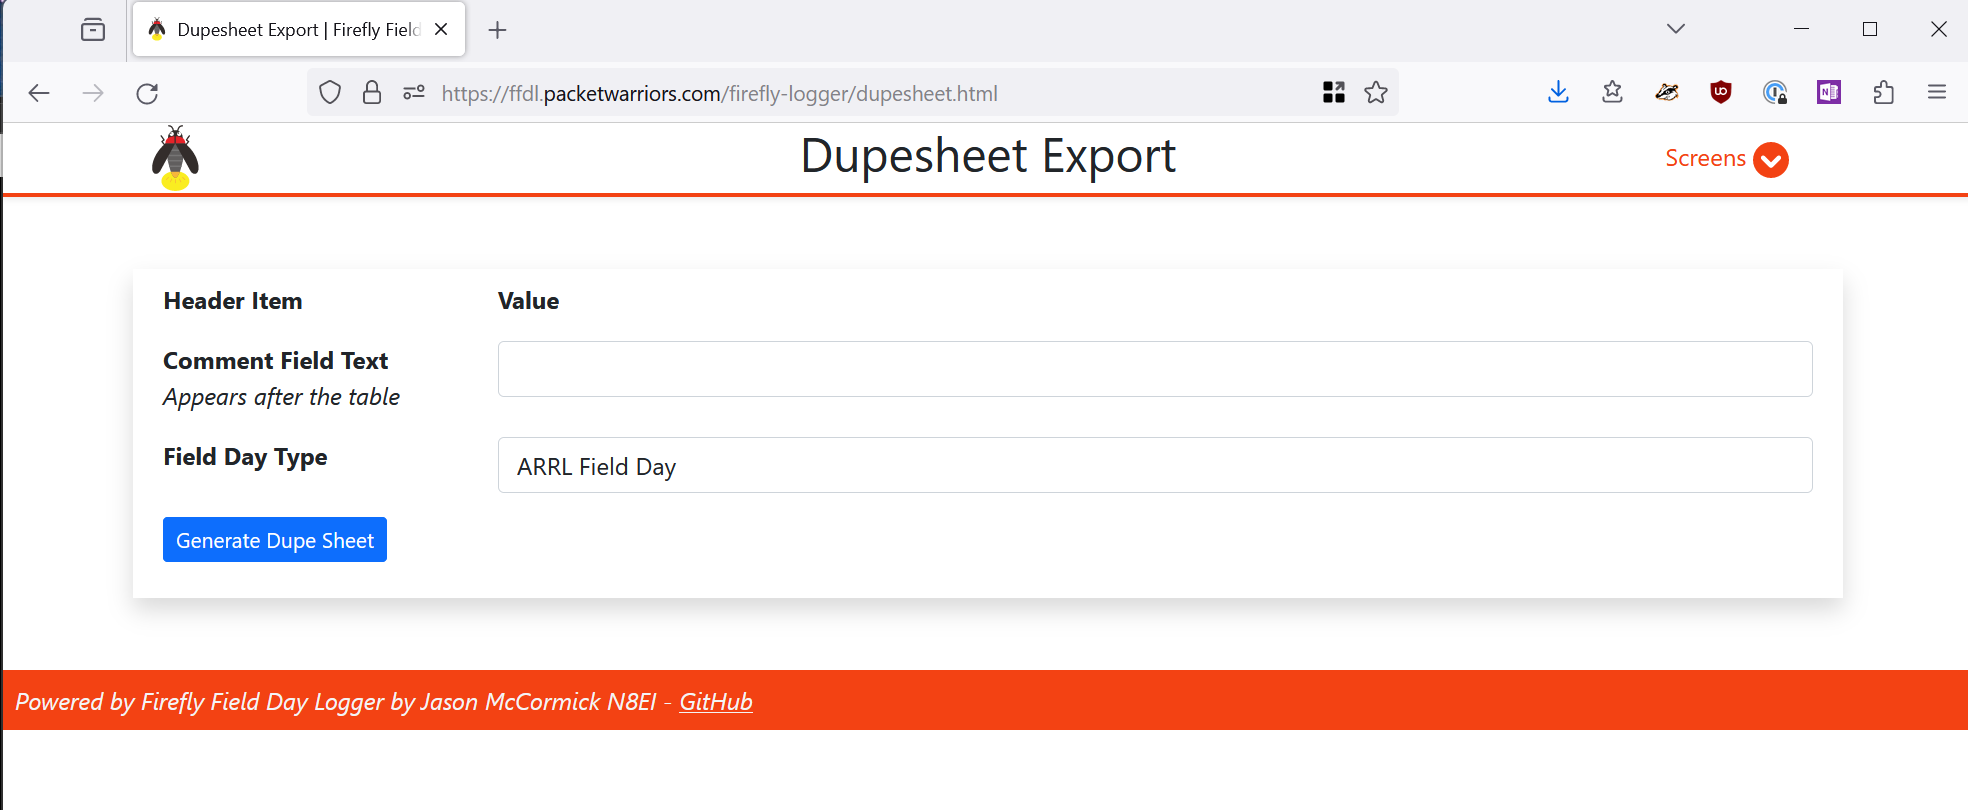 Dupesheet Export | Firefly Field
https://ffdl.packetwarriors.com/firefly-logger/dupesheet.html
Dupesheet Export
Screens
Header Item Value
Comment Field Text
Appears after the table
Field Day Type ARRL Field Day
Generate Dupe Sheet
Powered by Firefly Field Day Logger by Jason McCormick N8EI - GitHub